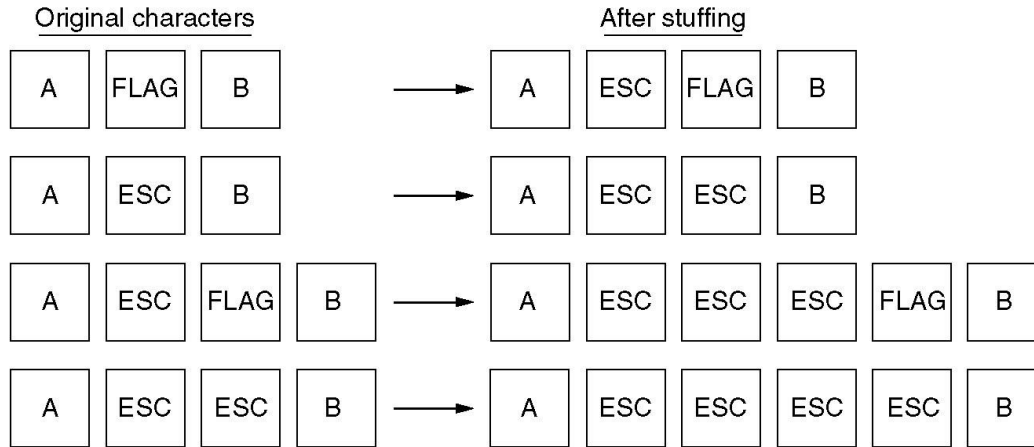 Original characters After stuffing
A FLAG B A ESC FLAG B
A ESC B A ESC ESC B
A ESC FLAG B A ESC ESC ESC FLAG B
A ESC ESC B A ESC ESC ESC ESC B